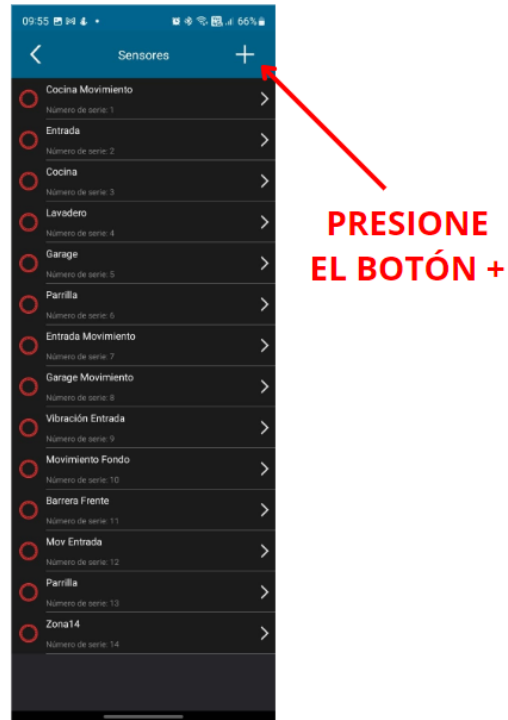 09:55 66%
Sensores
Cocina Movimiento
Número de serie: 1
Entrada
Número de serie: 2
Cocina
Número de serie: 3
Lavadero
Número de serie: 4
Garage
Número de serie: 5
Parrilla
Número de serie: 6
Entrada Movimiento
Número de serie: 7
Garage Movimiento
Número de serie: 8
Vibración Entrada
Número de serie: 9
Movimiento Fondo
Número de serie: 10
Barrera Frente
Número de serie: 11
Mov Entrada
Número de serie: 12
Parrilla
Número de serie: 13
Zona14
Número de serie: 14
PRESIONE
EL BOTÓN +